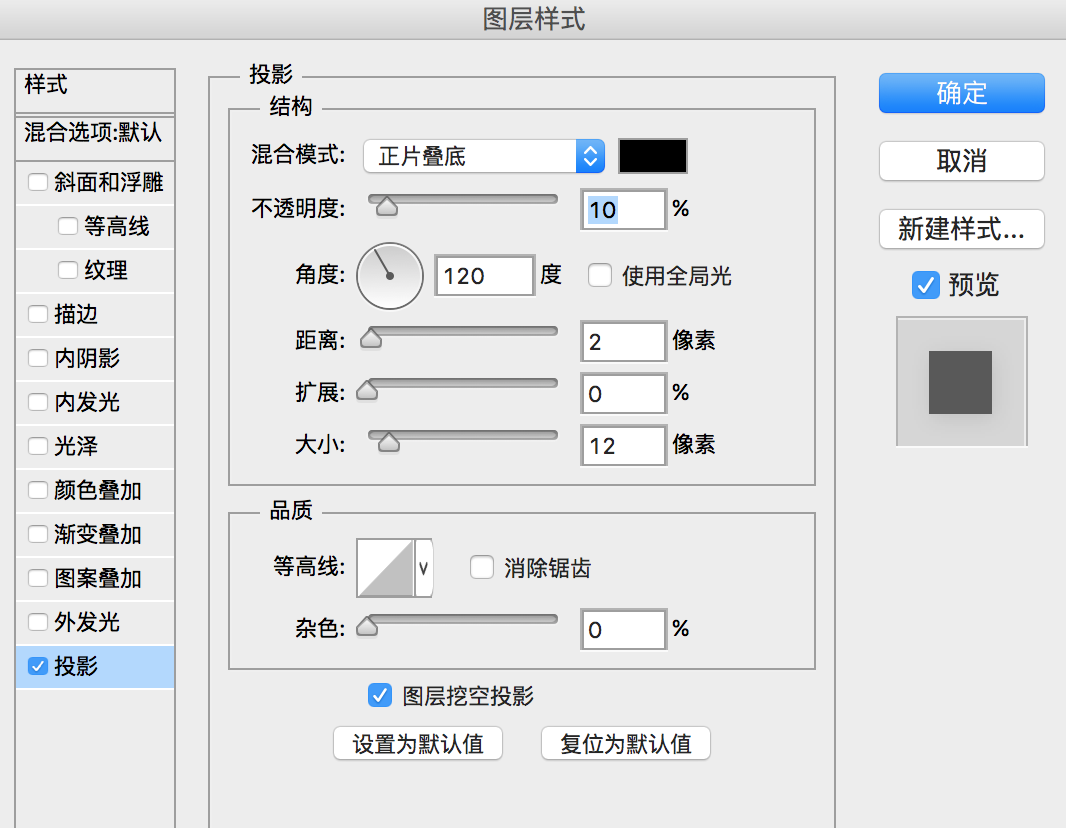 图层样式
样式
混合选项:默认
斜面和浮雕
等高线
纹理
描边
内阴影
内发光
光泽
颜色叠加
渐变叠加
图案叠加
外发光
投影
投影
结构
混合模式: 正片叠底
不透明度: 10 %
角度: 120 度 使用全局光
距离: 2 像素
扩展: 0 %
大小: 12 像素
品质
等高线: 消除锯齿
杂色: 0 %
图层挖空投影
设置为默认值 复位为默认值
确定
取消
新建样式...
预览